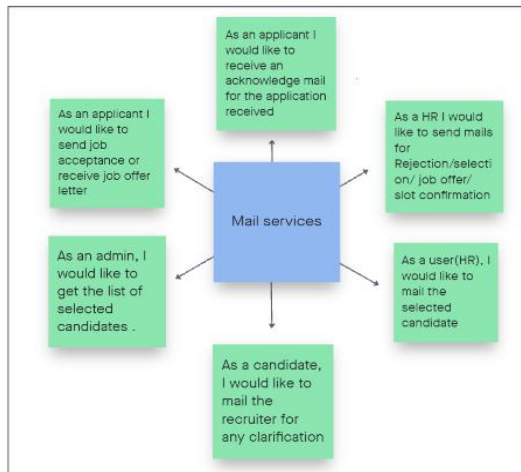 As an applicant I
would like to
receive an
acknowledge mail
for the application
received
As an applicant I
would like to
send job
acceptance or
receive job offer
letter
As a HR I would
like to send mails
for
Rejection/selecti
on/ job offer/
slot confirmation
Mail services
As an admin, I
would like to
get the list of
selected
candidates .
As a user(HR), I
would like to
mail the
selected
candidate
As a candidate,
I would like to
mail the
recruiter for
any clarification